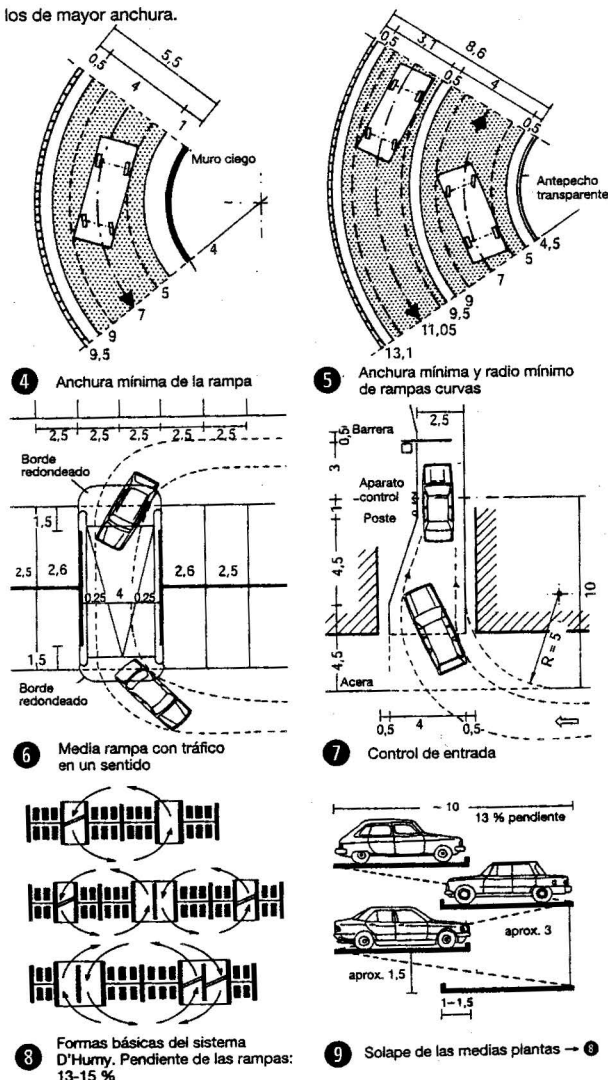 los de mayor anchura.
5,5
0,5
4
1
Muro ciego
4
5
7
9
9,5
4 Anchura mínima de la rampa
8,6
0,5
3,1
0,5
4
0,5
Antepecho
transparente
4,5
5
7
9,5
9
11,05
13,1
5 Anchura mínima y radio mínimo
de rampas curvas
2,5 2,5 2,5 2,5 2,5
Borde
redondeado
1,5
2,5 2,6 4 2,6 2,5
0,25 0,25
1,5
Borde
redondeado
6 Media rampa con tráfico
en un sentido
2,5
0,5 Barrera
3
Aparato
-control
1
Poste
4,5
10
R = 5
4,5
Acera
0,5 4 0,5
7 Control de entrada
8 Formas básicas del sistema
D'Humy. Pendiente de las rampas:
13-15 %
~ 10
13 % pendiente
aprox. 3
aprox. 1,5
1-1,5
9 Solape de las medias plantas → 8